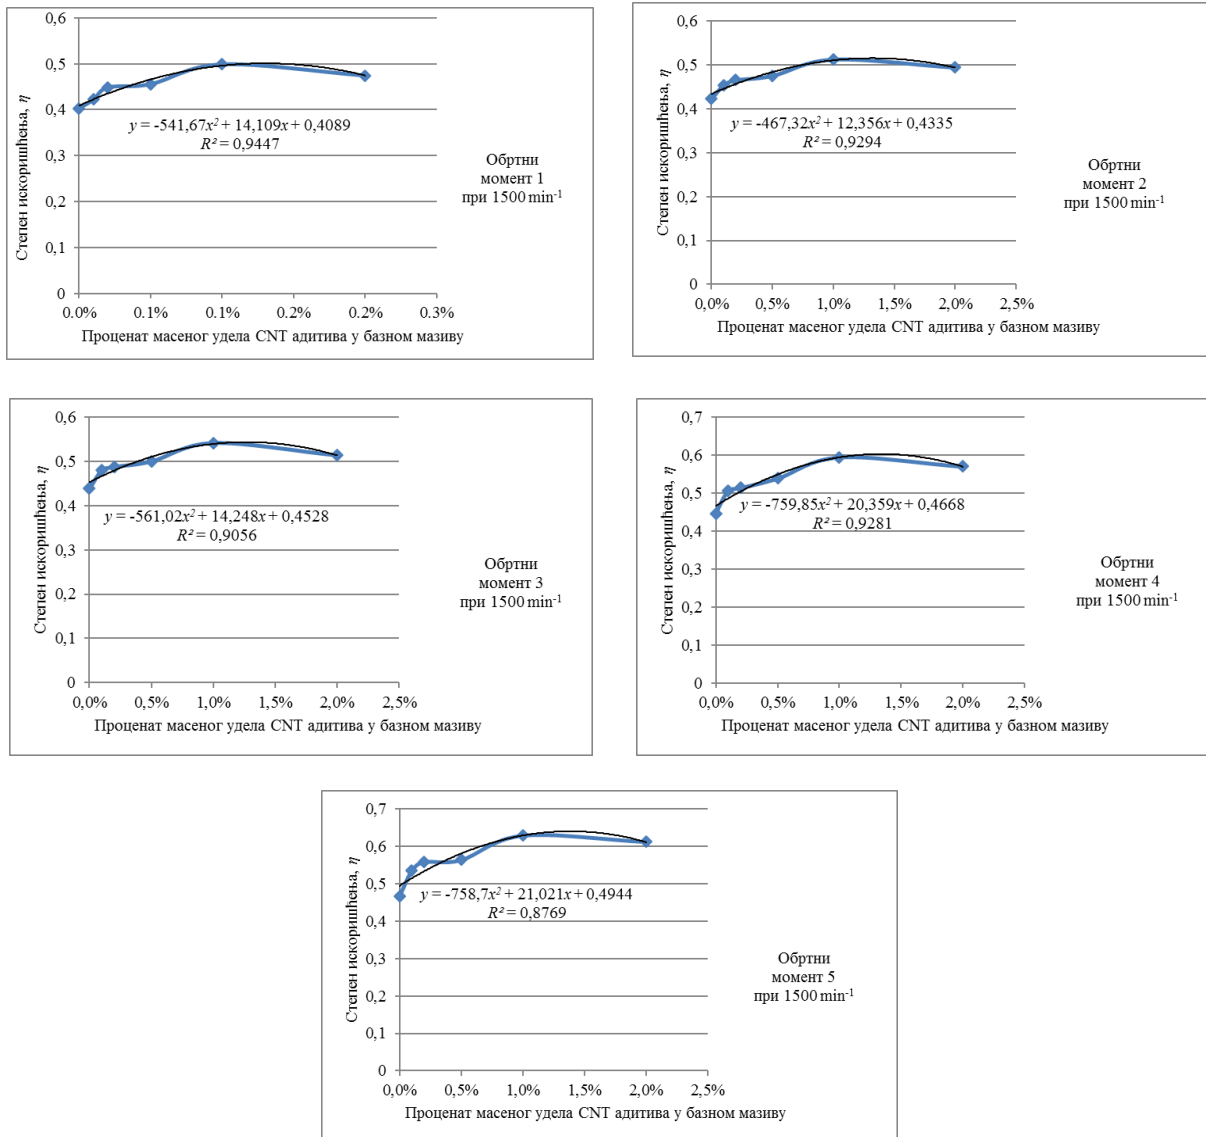 0,6
0,5
0,4
0,3
0,2
0,1
0
Степен искоришћења, η
y = -541,67x² + 14,109x + 0,4089
R² = 0,9447
Обртни
момент 1
при 1500 min⁻¹
0.0% 0.1% 0.1% 0.2% 0.2% 0.3%
Проценат масеног удела CNT адитива у базном мазиву
0,6
0,5
0,4
0,3
0,2
0,1
0
Степен искоришћења, η
y = -467,32x² + 12,356x + 0,4335
R² = 0,9294
Обртни
момент 2
при 1500 min⁻¹
0,0% 0,5% 1,0% 1,5% 2,0% 2,5%
Проценат масеног удела CNT адитива у базном мазиву
0,6
0,5
0,4
0,3
0,2
0,1
0
Степен искоришћења, η
y = -561,02x² + 14,248x + 0,4528
R² = 0,9056
Обртни
момент 3
при 1500 min⁻¹
0,0% 0,5% 1,0% 1,5% 2,0% 2,5%
Проценат масеног удела CNT адитива у базном мазиву
0,7
0,6
0,5
0,4
0,3
0,2
0,1
0
Степен искоришћења, η
y = -759,85x² + 20,359x + 0,4668
R² = 0,9281
Обртни
момент 4
при 1500 min⁻¹
0,0% 0,5% 1,0% 1,5% 2,0% 2,5%
Проценат масеног удела CNT адитива у базном мазиву
0,7
0,6
0,5
0,4
0,3
0,2
0,1
0
Степен искоришћења, η
y = -758,7x² + 21,021x + 0,4944
R² = 0,8769
Обртни
момент 5
при 1500 min⁻¹
0,0% 0,5% 1,0% 1,5% 2,0% 2,5%
Проценат масеног удела CNT адитива у базном мазиву